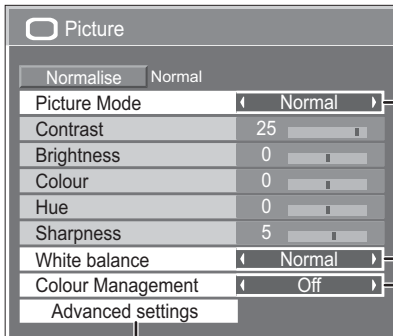 Picture
Normalise Normal
Picture Mode Normal
Contrast 25
Brightness 0
Colour 0
Hue 0
Sharpness 5
White balance Normal
Colour Management Off
Advanced settings